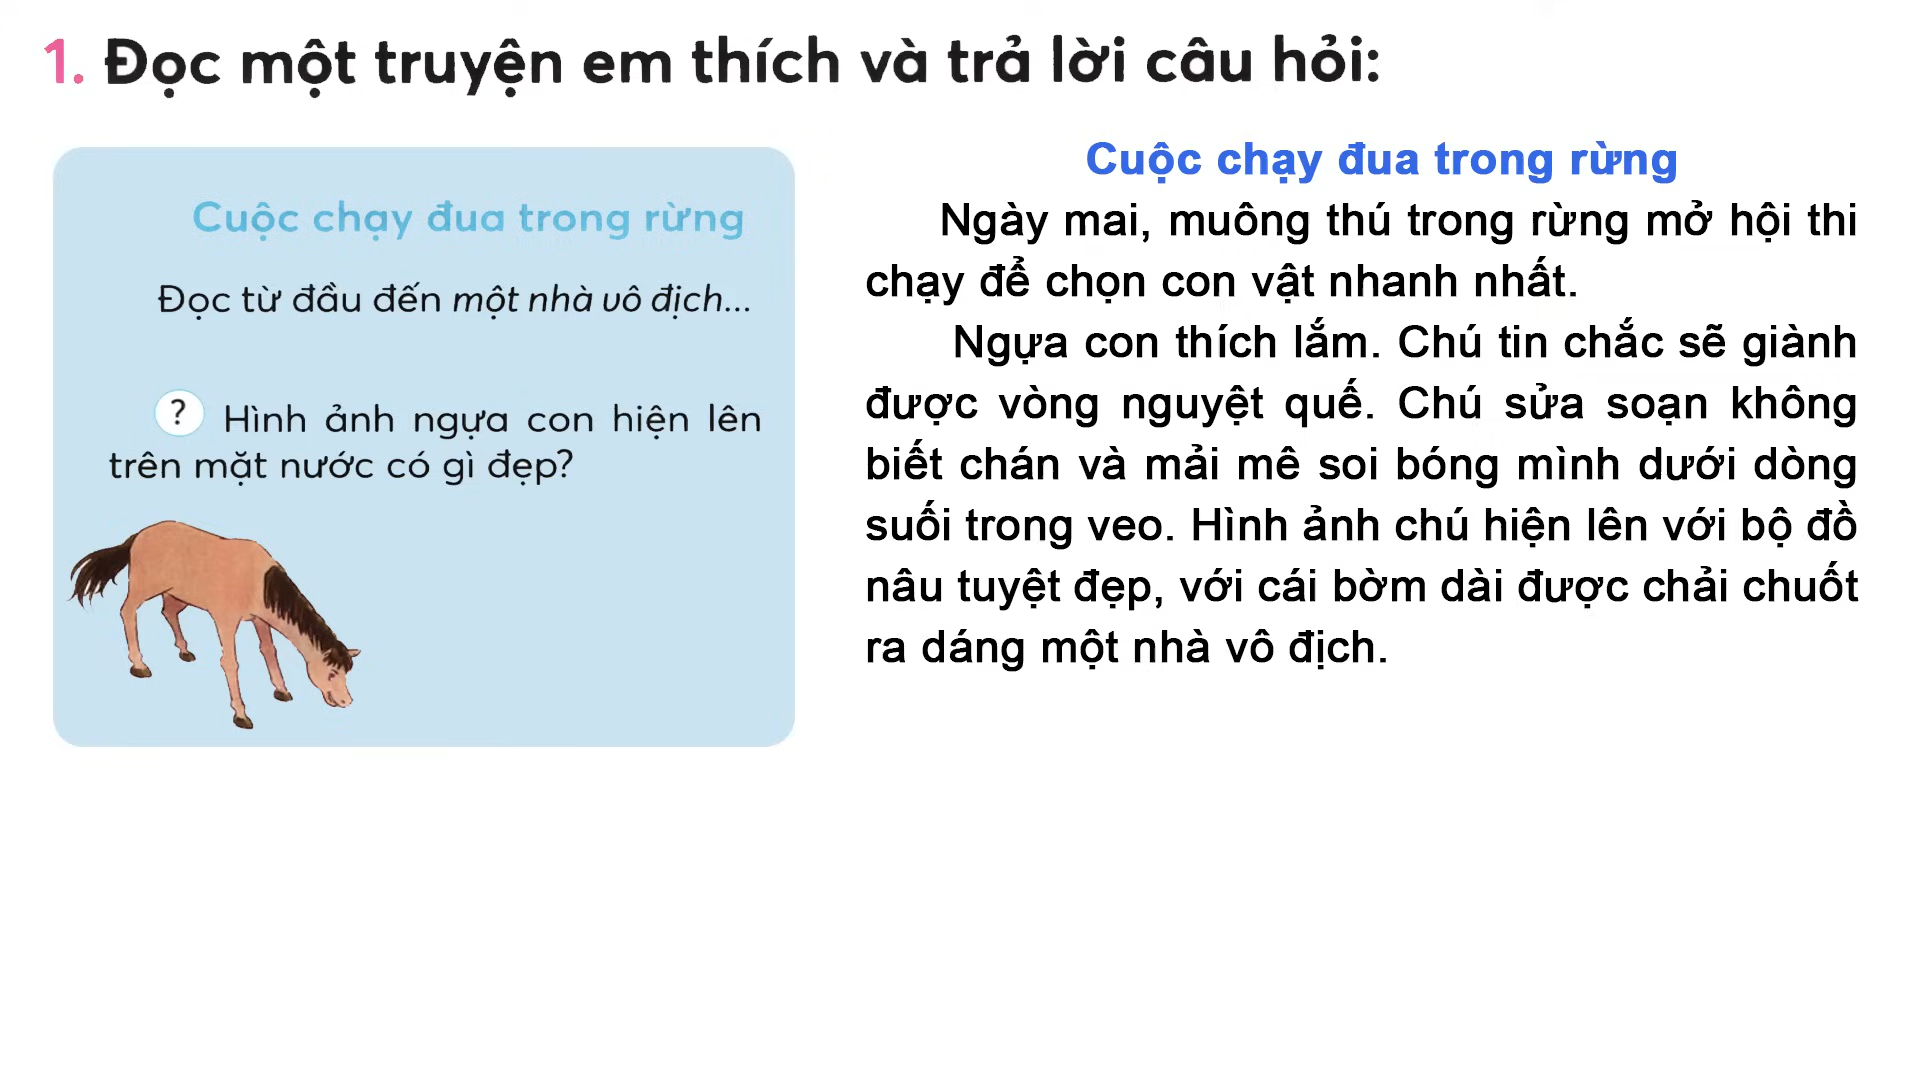 1. Đọc một truyện em thích và trả lời câu hỏi:
Cuộc chạy đua trong rừng
Đọc từ đầu đến một nhà vô địch...
? Hình ảnh ngựa con hiện lên
trên mặt nước có gì đẹp?
Cuộc chạy đua trong rừng
Ngày mai, muông thú trong rừng mở hội thi
chạy để chọn con vật nhanh nhất.
Ngựa con thích lắm. Chú tin chắc sẽ giành
được vòng nguyệt quế. Chú sửa soạn không
biết chán và mải mê soi bóng mình dưới dòng
suối trong veo. Hình ảnh chú hiện lên với bộ đồ
nâu tuyệt đẹp, với cái bờm dài được chải chuốt
ra dáng một nhà vô địch.